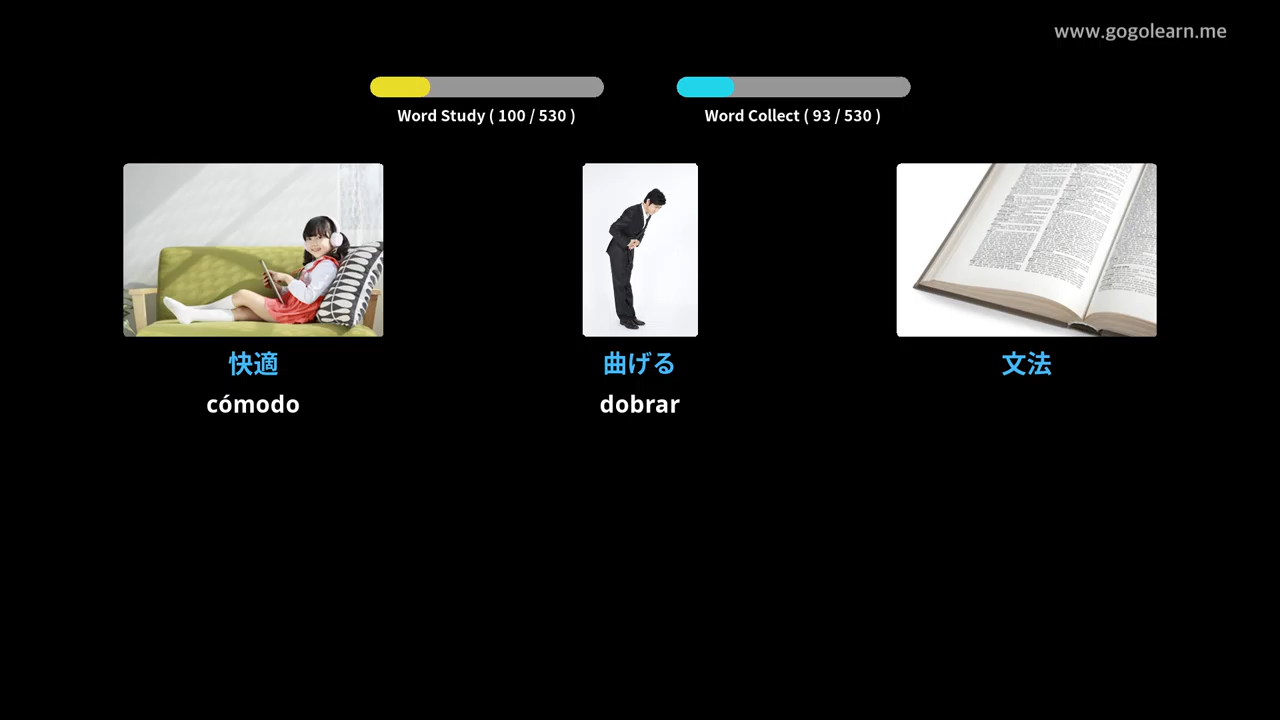 www.gogolearn.me
Word Study ( 100 / 530 )
Word Collect ( 93 / 530 )
快適
曲げる
文法
cómodo
dobrar